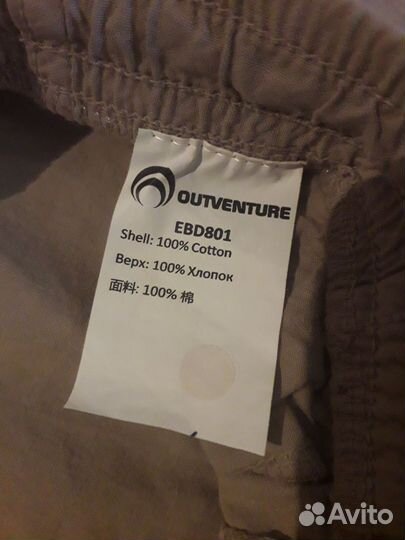 OUTVENTURE
EBD801
Shell: 100% Cotton
Верх: 100% Хлопок
面料: 100% 棉
Avito